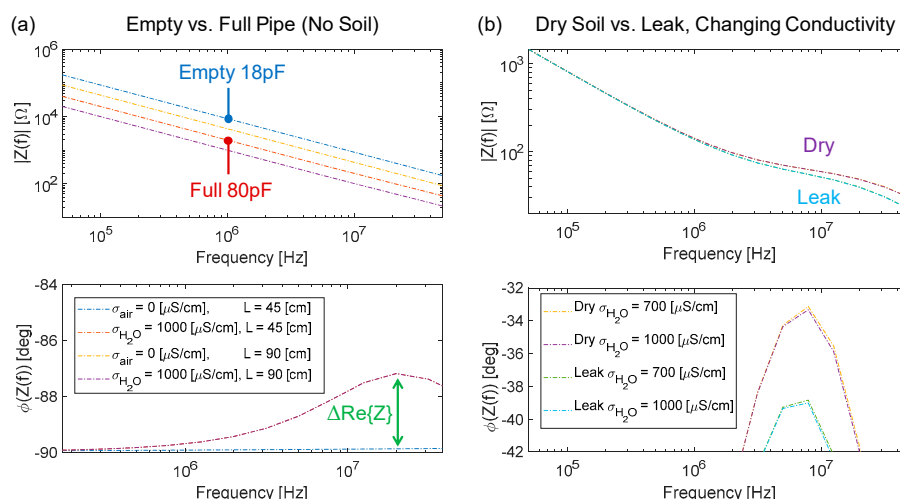 (a) Empty vs. Full Pipe (No Soil)
10^6
10^4
10^2
|Z(f)| [Ω]
Empty 18pF
Full 80pF
10^5 10^6 10^7
Frequency [Hz]
-84
-86
-88
-90
ϕ(Z(f)) [deg]
σ_air = 0 [μS/cm], L = 45 [cm]
σ_H₂O = 1000 [μS/cm], L = 45 [cm]
σ_air = 0 [μS/cm], L = 90 [cm]
σ_H₂O = 1000 [μS/cm], L = 90 [cm]
ΔRe{Z}
10^6 10^7
Frequency [Hz]
(b) Dry Soil vs. Leak, Changing Conductivity
10^3
10^2
|Z(f)| [Ω]
Dry
Leak
10^5 10^6 10^7
Frequency [Hz]
-32
-34
-36
-38
-40
-42
ϕ(Z(f)) [deg]
Dry σ_H₂O = 700 [μS/cm]
Dry σ_H₂O = 1000 [μS/cm]
Leak σ_H₂O = 700 [μS/cm]
Leak σ_H₂O = 1000 [μS/cm]
10^5 10^6 10^7
Frequency [Hz]